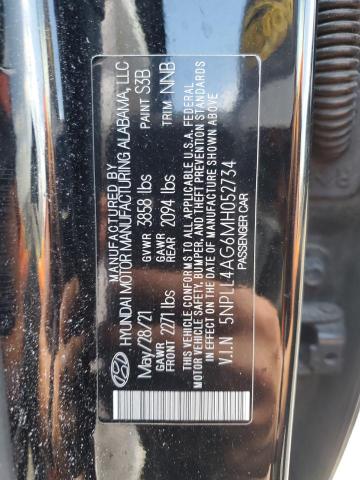 MANUFACTURED BY
HYUNDAI MOTOR MANUFACTURING ALABAMA, LLC
May/28/21 GVWR 3858 lbs PAINT S3B
GAWR FRONT 2271 lbs GAWR REAR 2094 lbs TRIM NNB
THIS VEHICLE CONFORMS TO ALL APPLICABLE U.S.A. FEDERAL
MOTOR VEHICLE SAFETY, BUMPER, AND THEFT PREVENTION STANDARDS
IN EFFECT ON THE DATE OF MANUFACTURE SHOWN ABOVE.
V.I.N 5NPLL4AG6MH052734
PASSENGER CAR